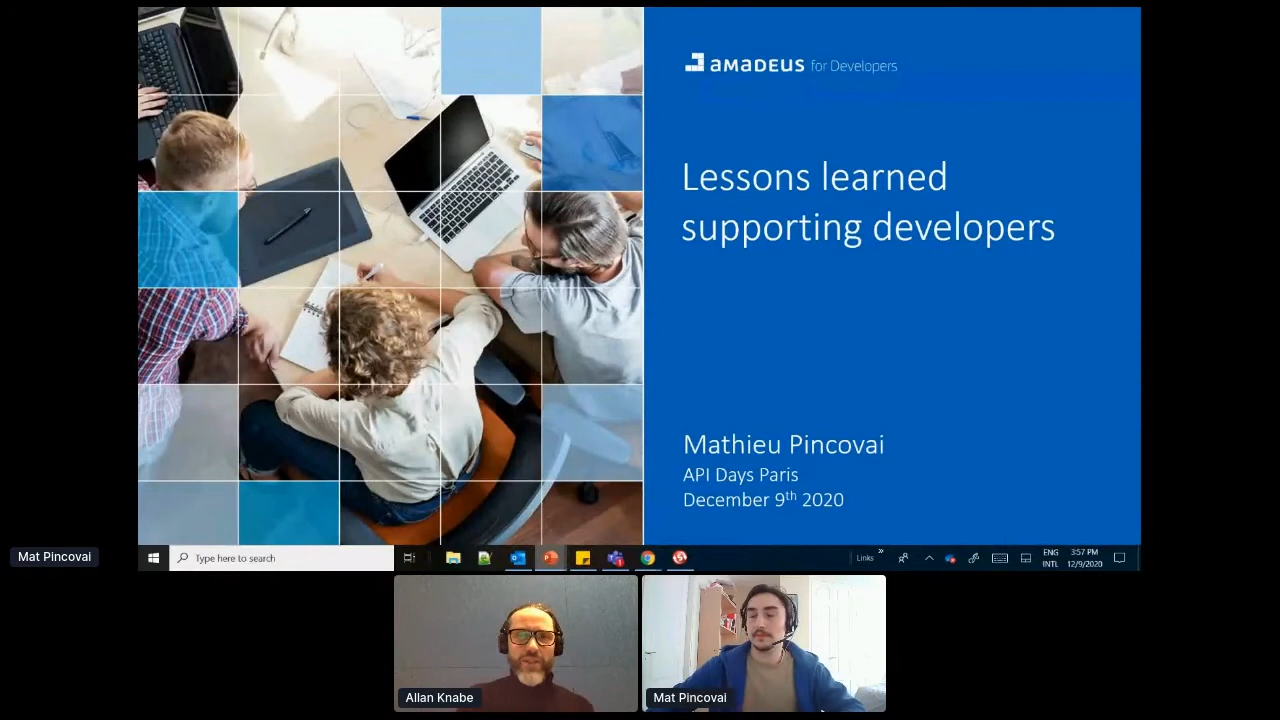 amadeus for Developers
Lessons learned
supporting developers
Mathieu Pincovai
API Days Paris
December 9th 2020
Mat Pincovai
Type here to search
Links
»
ENG
INTL
3:57 PM
12/9/2020
Allan Knabe
Mat Pincovai